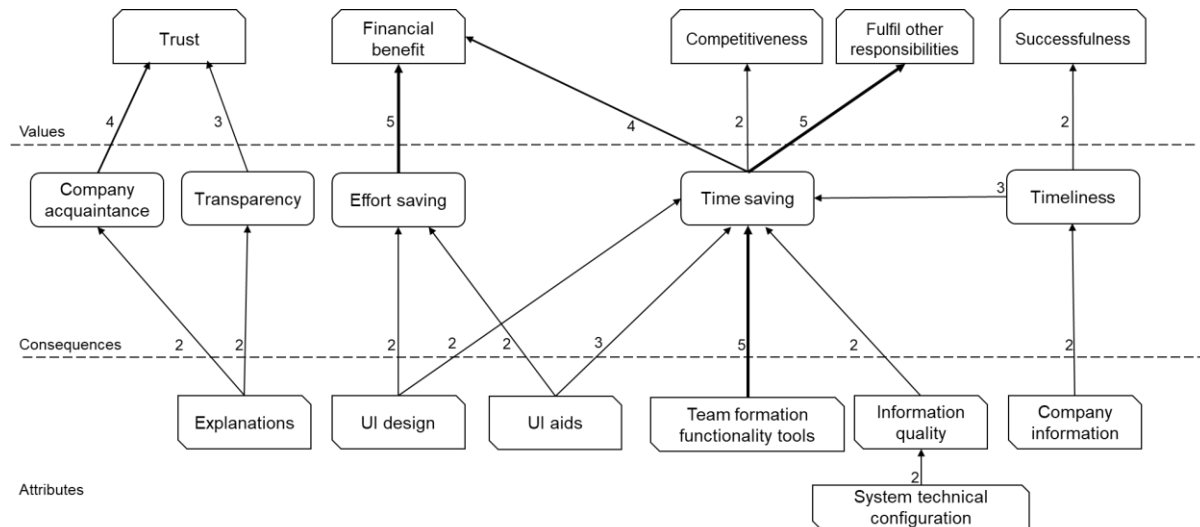 Trust
Financial
benefit
Competitiveness
Fulfil other
responsibilities
Successfulness
4
3
5
4
2
5
2
Values
Company
acquaintance
Transparency
Effort saving
Time saving
3
Timeliness
Consequences
2
2
2
2
2
3
5
2
2
Explanations
UI design
UI aids
Team formation
functionality tools
Information
quality
Company
information
2
Attributes
System technical
configuration